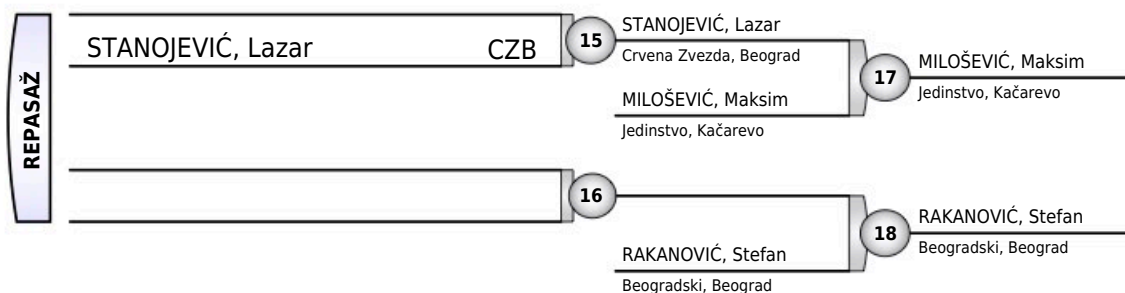 REPASAŽ
STANOJEVIĆ, Lazar CZB
15
STANOJEVIĆ, Lazar
Crvena Zvezda, Beograd
MILOŠEVIĆ, Maksim
Jedinstvo, Kačarevo
17
MILOŠEVIĆ, Maksim
Jedinstvo, Kačarevo
16
RAKANOVIĆ, Stefan
Beogradski, Beograd
18
RAKANOVIĆ, Stefan
Beogradski, Beograd